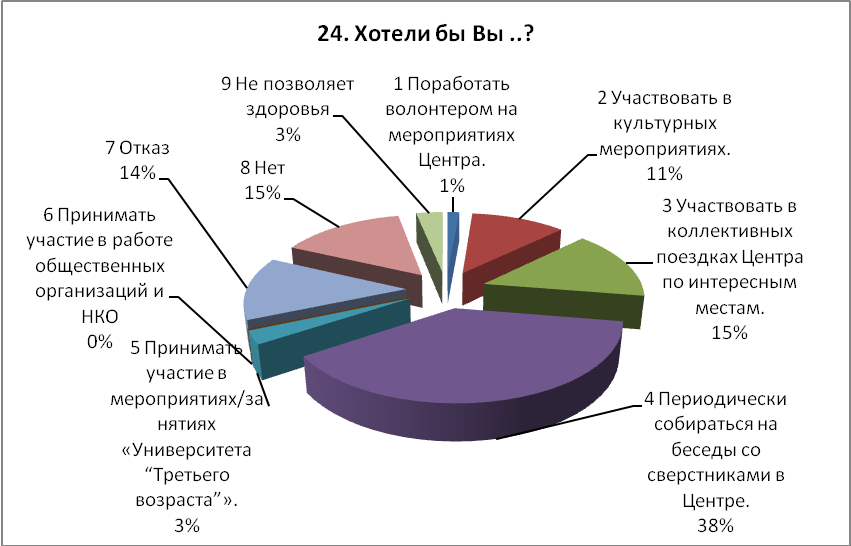 24. Хотели бы Вы ..?
1 Поработать
волонтером на
мероприятиях
Центра.
1%
2 Участвовать в
культурных
мероприятиях.
11%
3 Участвовать в
коллективных
поездках Центра
по интересным
местам.
15%
4 Периодически
собираться на
беседы со
сверстниками в
Центре.
38%
5 Принимать
участие в
мероприятиях/за
нятиях
«Университета
“Третьего
возраста”».
3%
6 Принимать
участие в работе
общественных
организаций и
НКО
0%
7 Отказ
14%
8 Нет
15%
9 Не позволяет
здоровья
3%